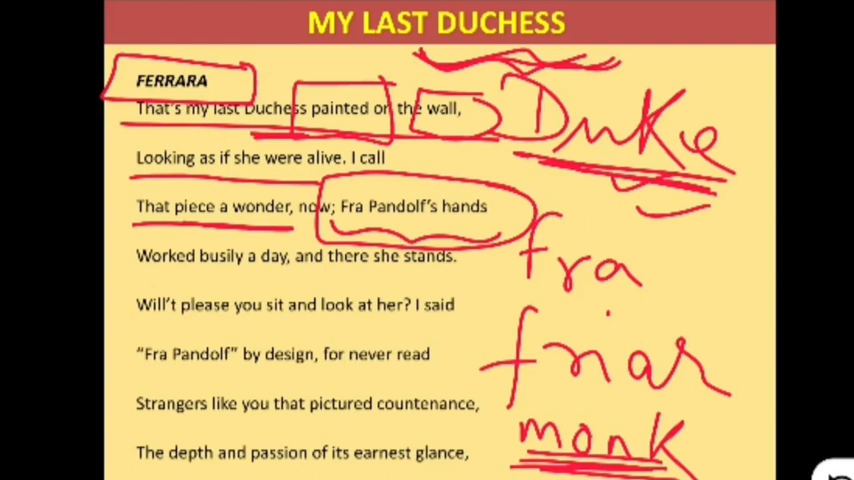 MY LAST DUCHESS
FERRARA
That's my last Duchess painted on the wall,
Duke
Looking as if she were alive. I call
That piece a wonder, now; Fra Pandolf's hands
fra
Worked busily a day, and there she stands.
Will't please you sit and look at her? I said
friar
"Fra Pandolf" by design, for never read
Strangers like you that pictured countenance,
monk
The depth and passion of its earnest glance,